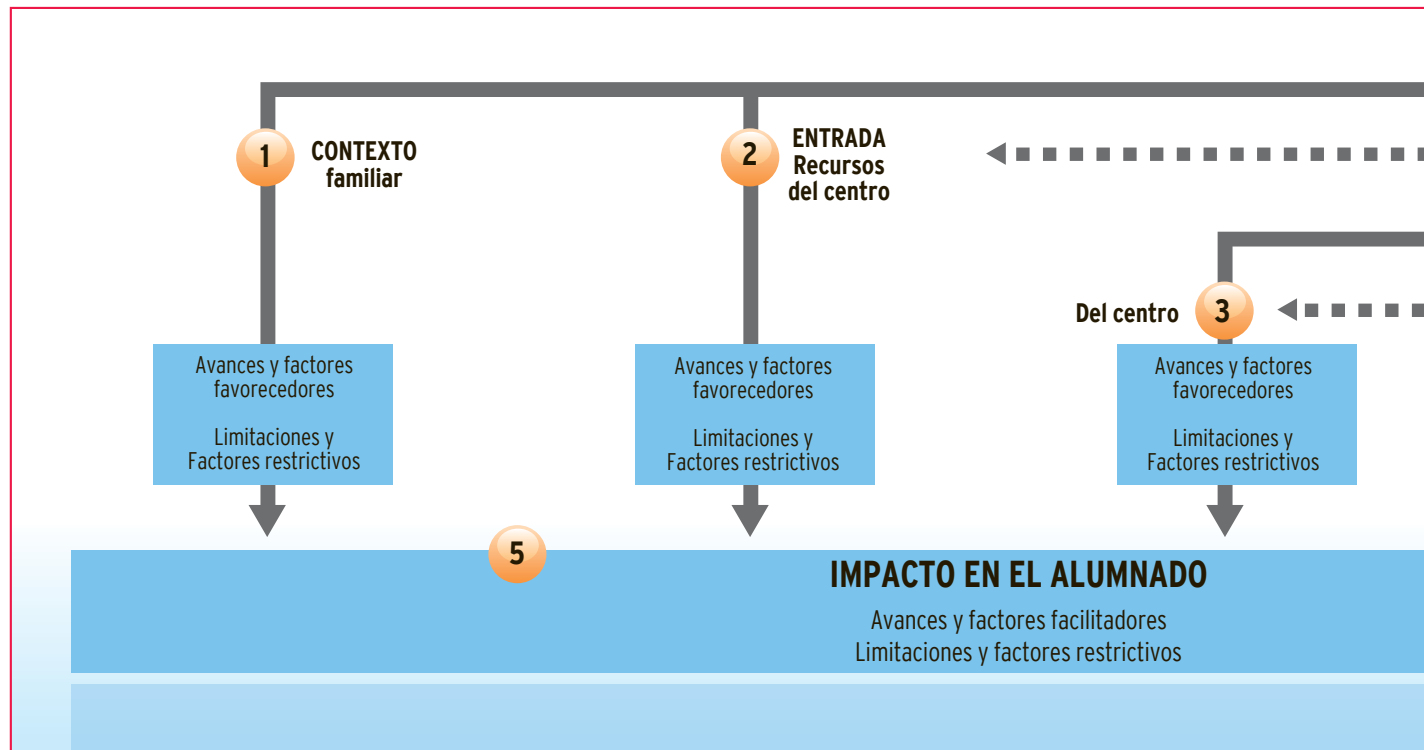 1
CONTEXTO
familiar
2
ENTRADA
Recursos
del centro
Del centro
3
Avances y factores
favorecedores
Limitaciones y
Factores restrictivos
Avances y factores
favorecedores
Limitaciones y
Factores restrictivos
Avances y factores
favorecedores
Limitaciones y
Factores restrictivos
5
IMPACTO EN EL ALUMNADO
Avances y factores facilitadores
Limitaciones y factores restrictivos